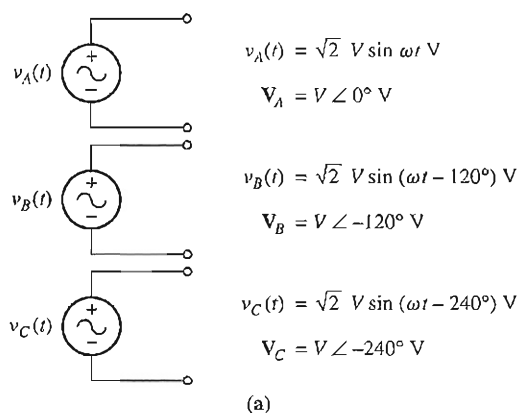 v_A(t) + − v_A(t) = √2 V sin ωt V
V_A = V ∠ 0° V
v_B(t) + − v_B(t) = √2 V sin (ωt − 120°) V
V_B = V ∠ −120° V
v_C(t) + − v_C(t) = √2 V sin (ωt − 240°) V
V_C = V ∠ −240° V
(a)